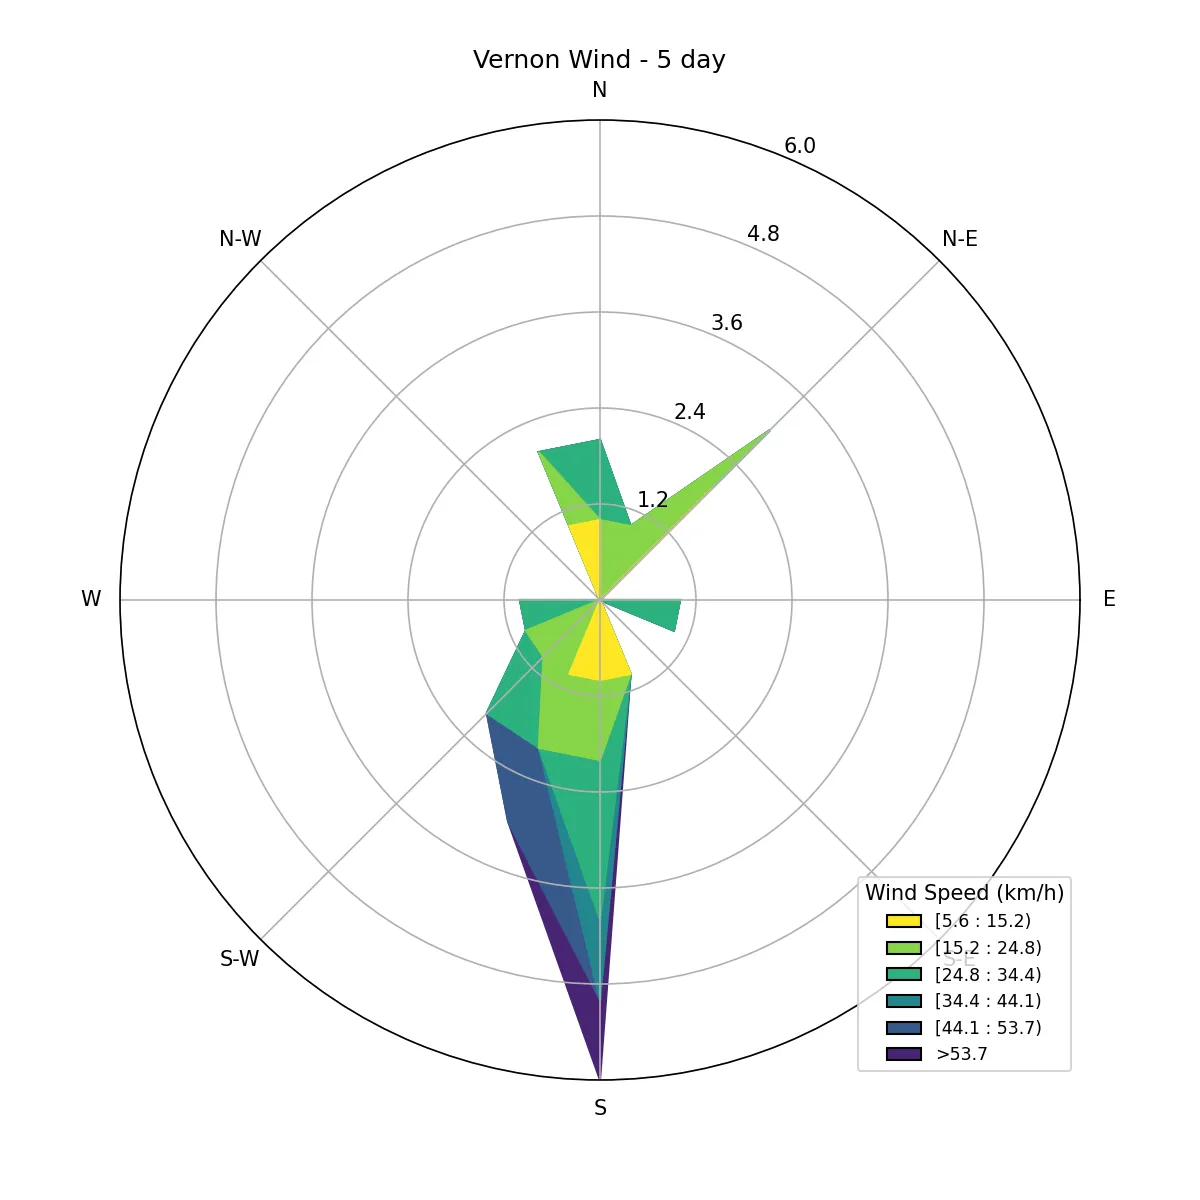 Vernon Wind - 5 day
N
6.0
4.8
N-W
N-E
3.6
2.4
1.2
W
E
Wind Speed (km/h)
[5.6 : 15.2)
[15.2 : 24.8)
S-W
S-E
[24.8 : 34.4)
[34.4 : 44.1)
[44.1 : 53.7)
>53.7
S